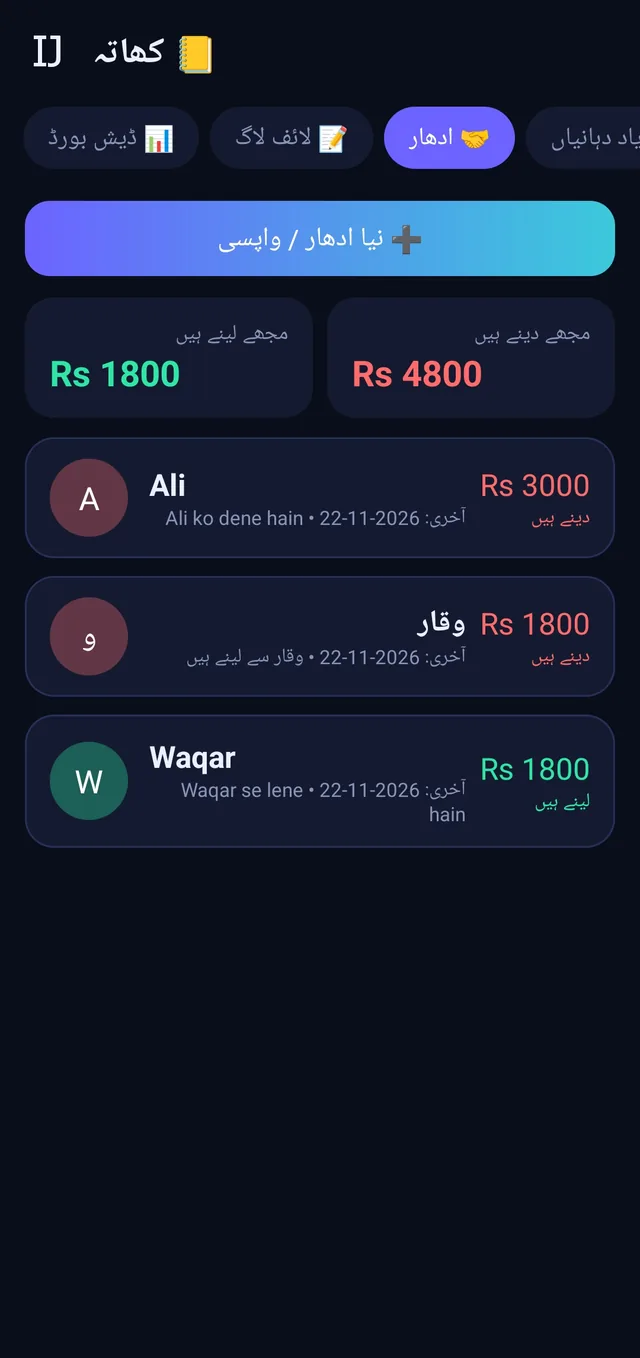 IJ کھاتہ 📒
📊 ڈیش بورڈ
📝 لائف لاگ
🤝 ادھار
یاد دہانیاں
➕ نیا ادھار / واپسی
مجھے لینے ہیں
Rs 1800
مجھے دینے ہیں
Rs 4800
A
Ali
آخری: 22-11-2026 • Ali ko dene hain
Rs 3000
دینے ہیں
و
وقار
آخری: 22-11-2026 • وقار سے لینے ہیں
Rs 1800
دینے ہیں
W
Waqar
آخری: 22-11-2026 • Waqar se lene
hain
Rs 1800
لینے ہیں